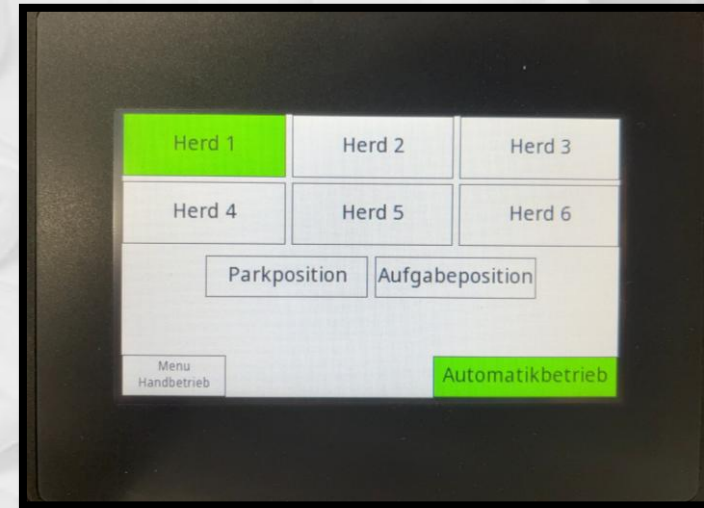 Herd 1 Herd 2 Herd 3
Herd 4 Herd 5 Herd 6
Parkposition Aufgabeposition
Menu
Handbetrieb
Automatikbetrieb